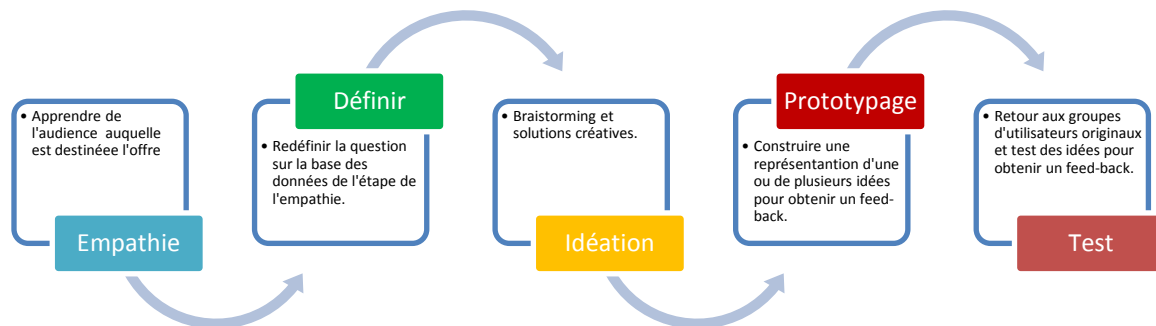 • Apprendre de
l'audience auquelle
est destinéee l'offre
Empathie
Définir
• Redéfinir la question
sur la base des
données de l'étape de
l'empathie.
• Braistorming et
solutions créatives.
Idéation
Prototypage
• Construire une
représentantion d'une
ou de plusieurs idées
pour obtenir un feed-
back.
• Retour aux groupes
d'utilisateurs originaux
et test des idées pour
obtenir un feed-back.
Test